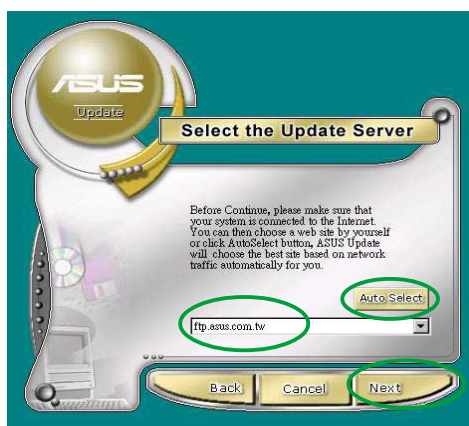 ASUS
Update
Select the Update Server
Before Continue, please make sure that
your system is connected to the Internet.
You can then choose a web site by yourself
or click AutoSelect button, ASUS Update
will choose the best site based on network
traffic automatically for you.
Auto Select
ftp.asus.com.tw
Back
Cancel
Next